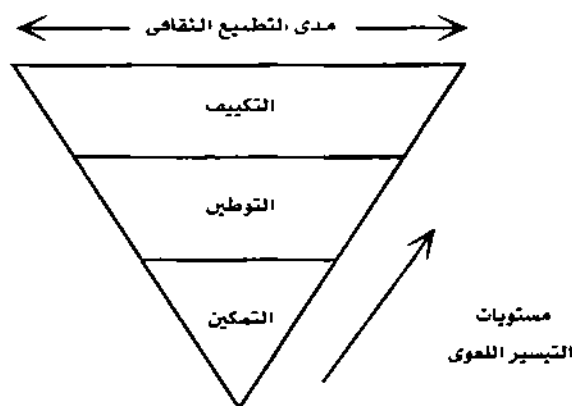 مدى التطبيع الثقافى
التكييف
التوطين
التمكين
مستويات
التيسير اللغوى